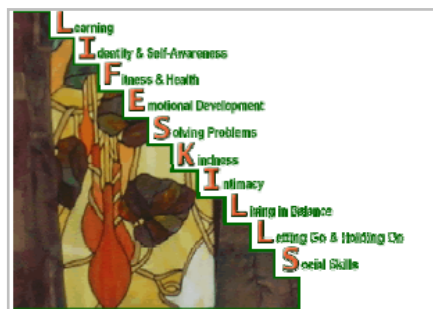 Learning
Identity & Self-Awareness
Fitness & Health
Emotional Development
Solving Problems
Kindness
Intimacy
Living in Balance
Letting Go & Holding On
Social Skills